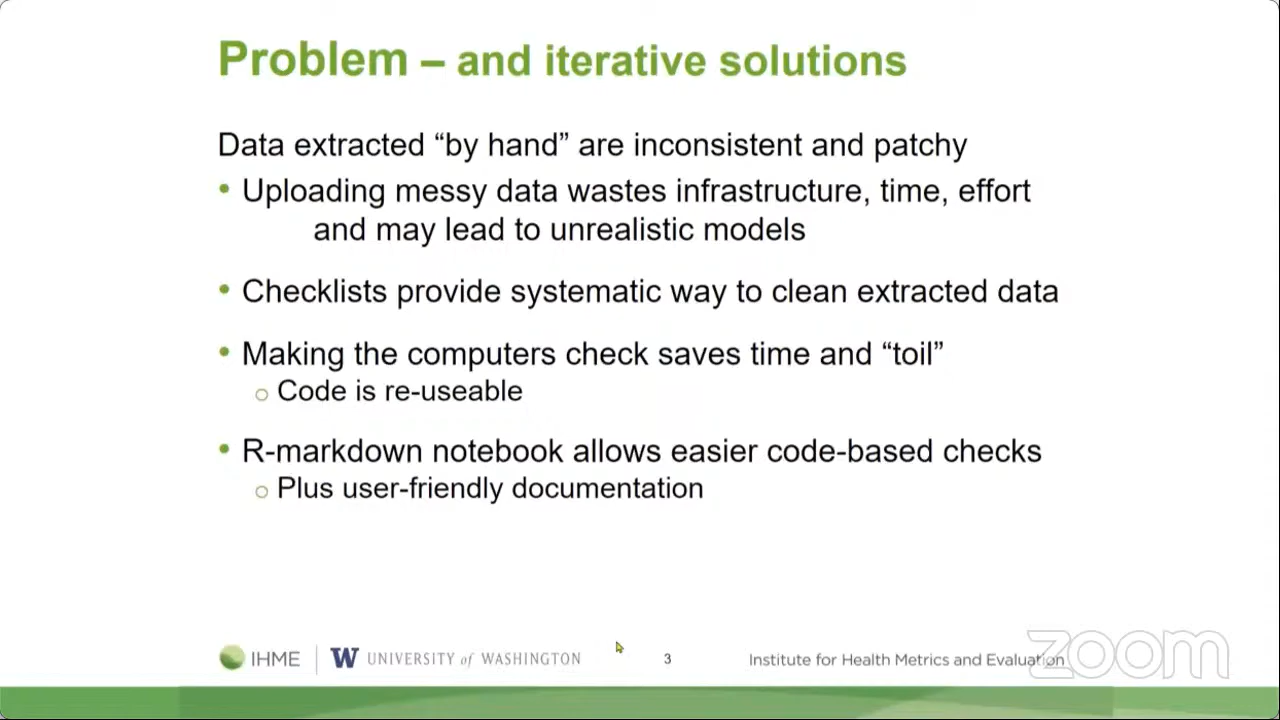 Problem – and iterative solutions
Data extracted “by hand” are inconsistent and patchy
• Uploading messy data wastes infrastructure, time, effort
and may lead to unrealistic models
• Checklists provide systematic way to clean extracted data
• Making the computers check saves time and “toil”
o Code is re-useable
• R-markdown notebook allows easier code-based checks
o Plus user-friendly documentation
IHME | W UNIVERSITY of WASHINGTON 3 Institute for Health Metrics and Evaluation
zoom